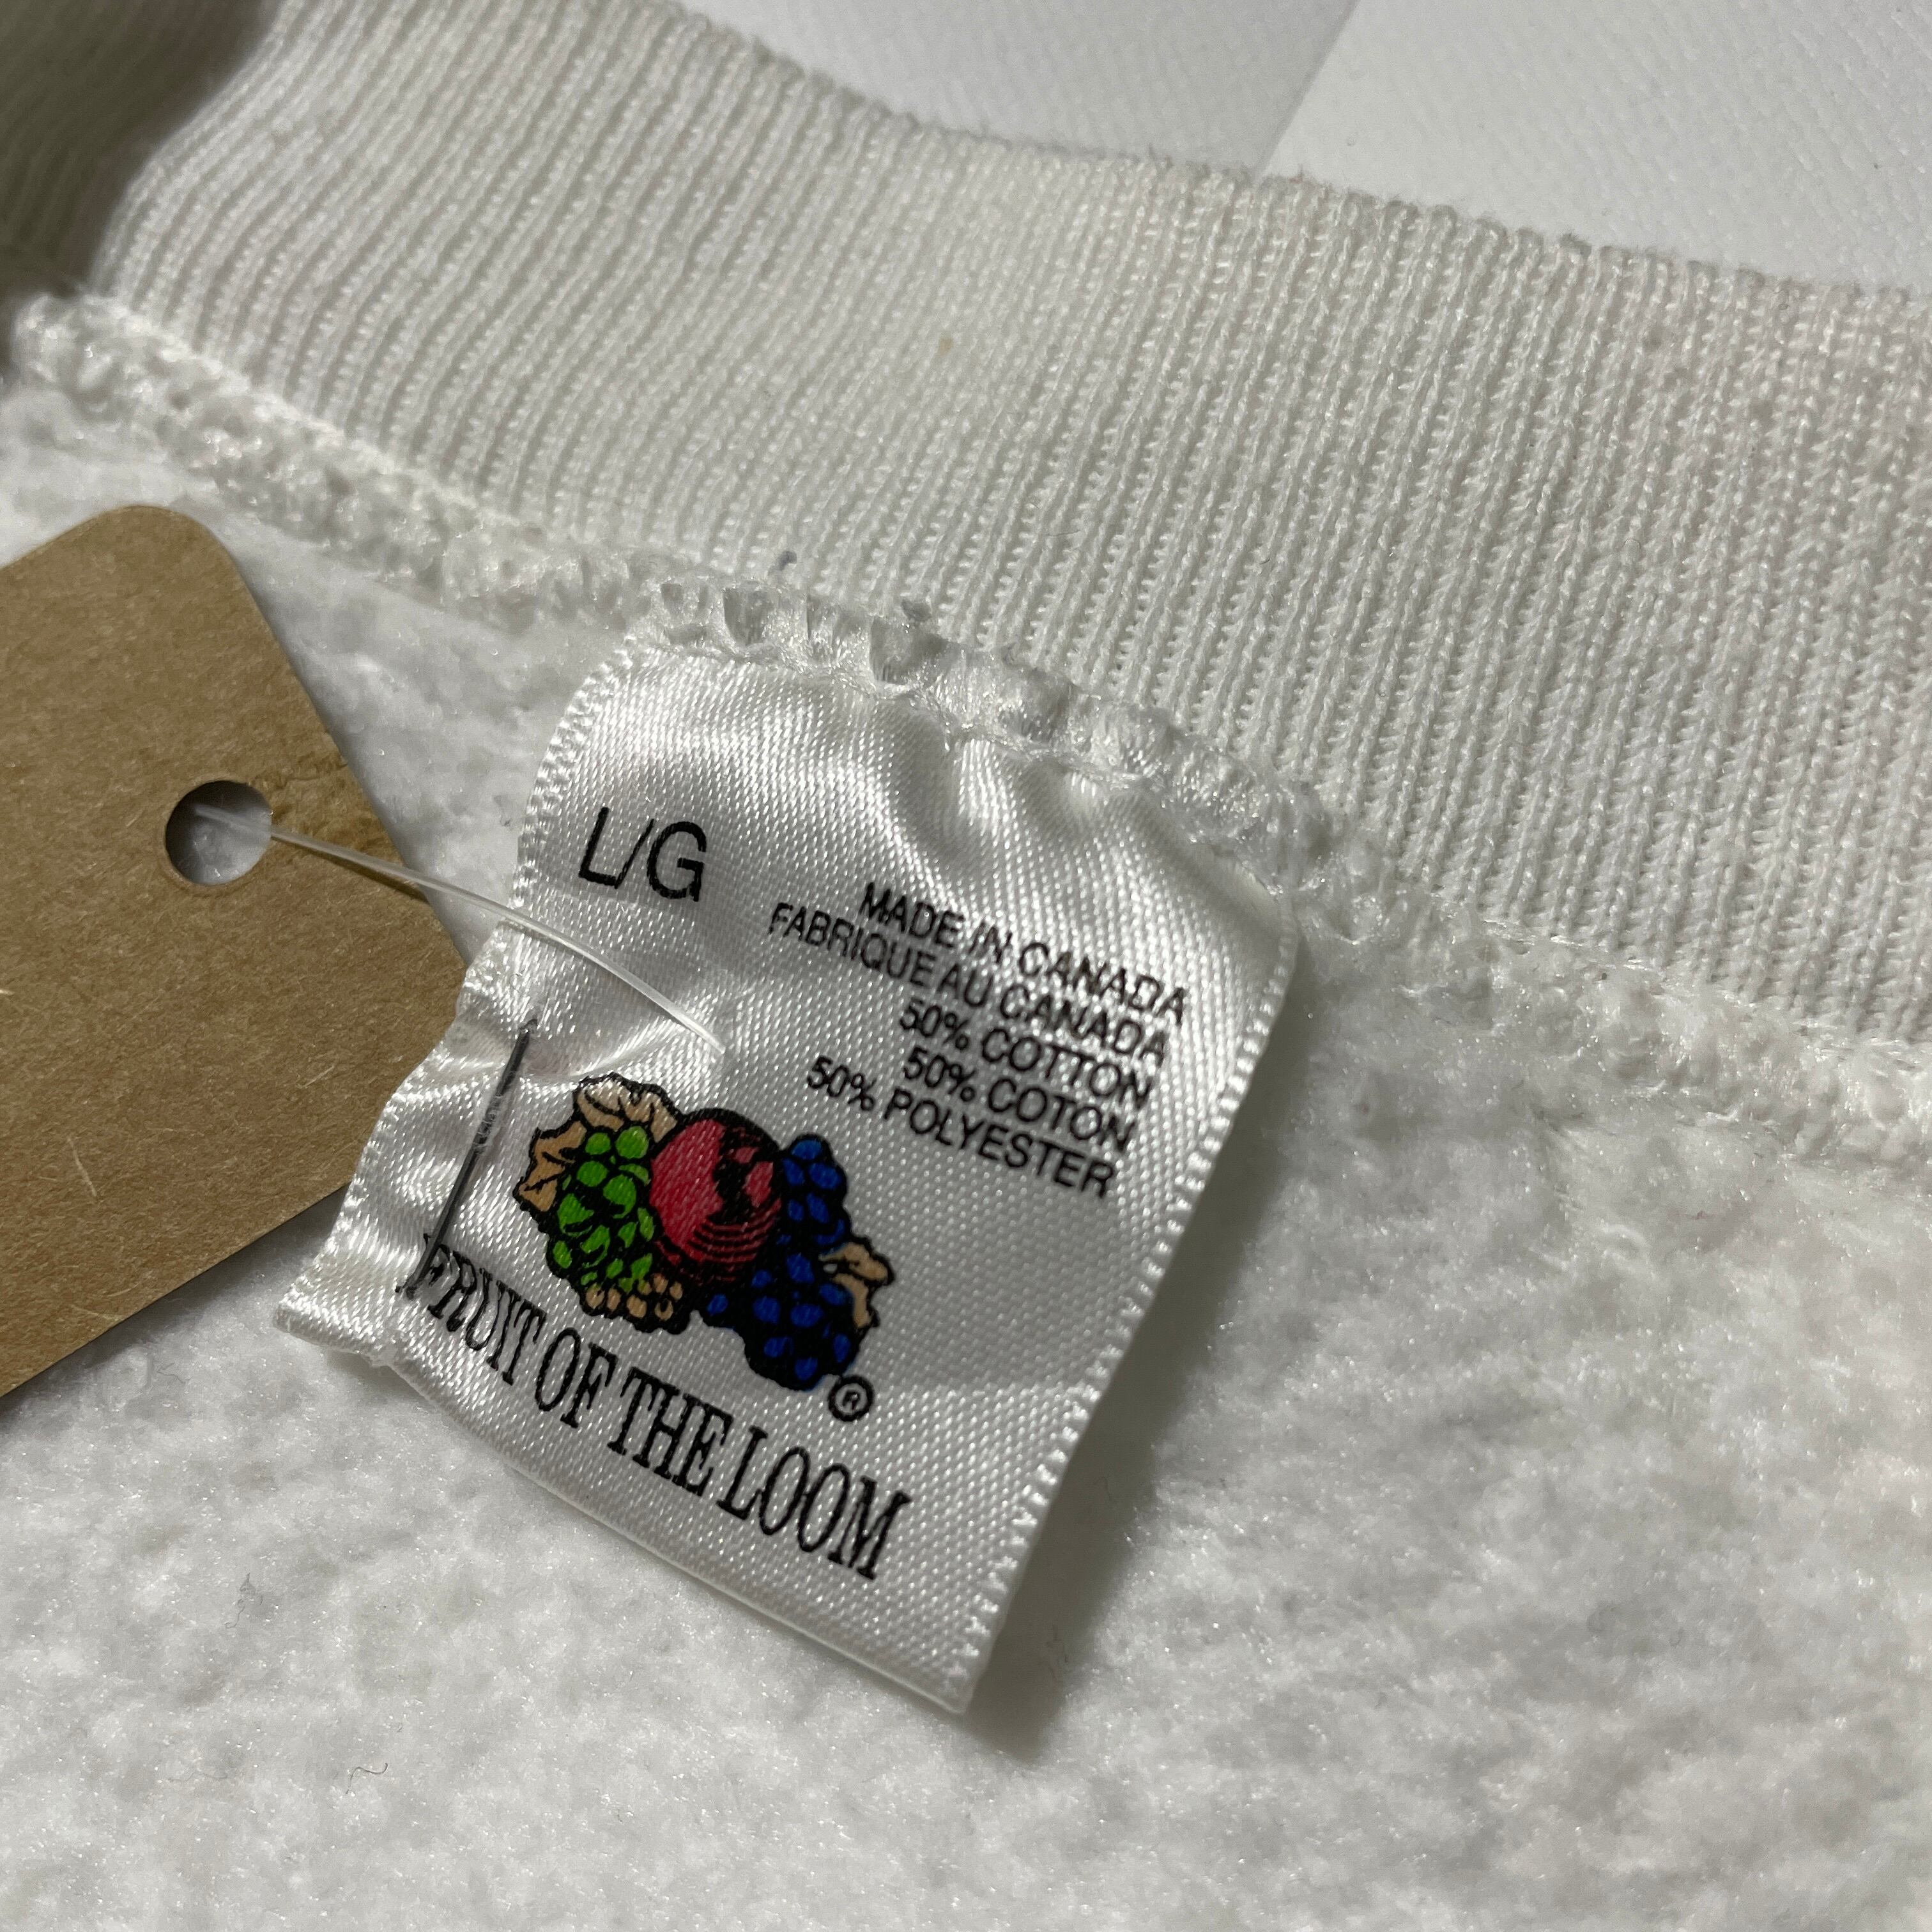 L/G
MADE IN CANADA
FABRIQUE AU CANADA
50% COTTON
50% COTON
50% POLYESTER
®
FRUIT OF THE LOOM